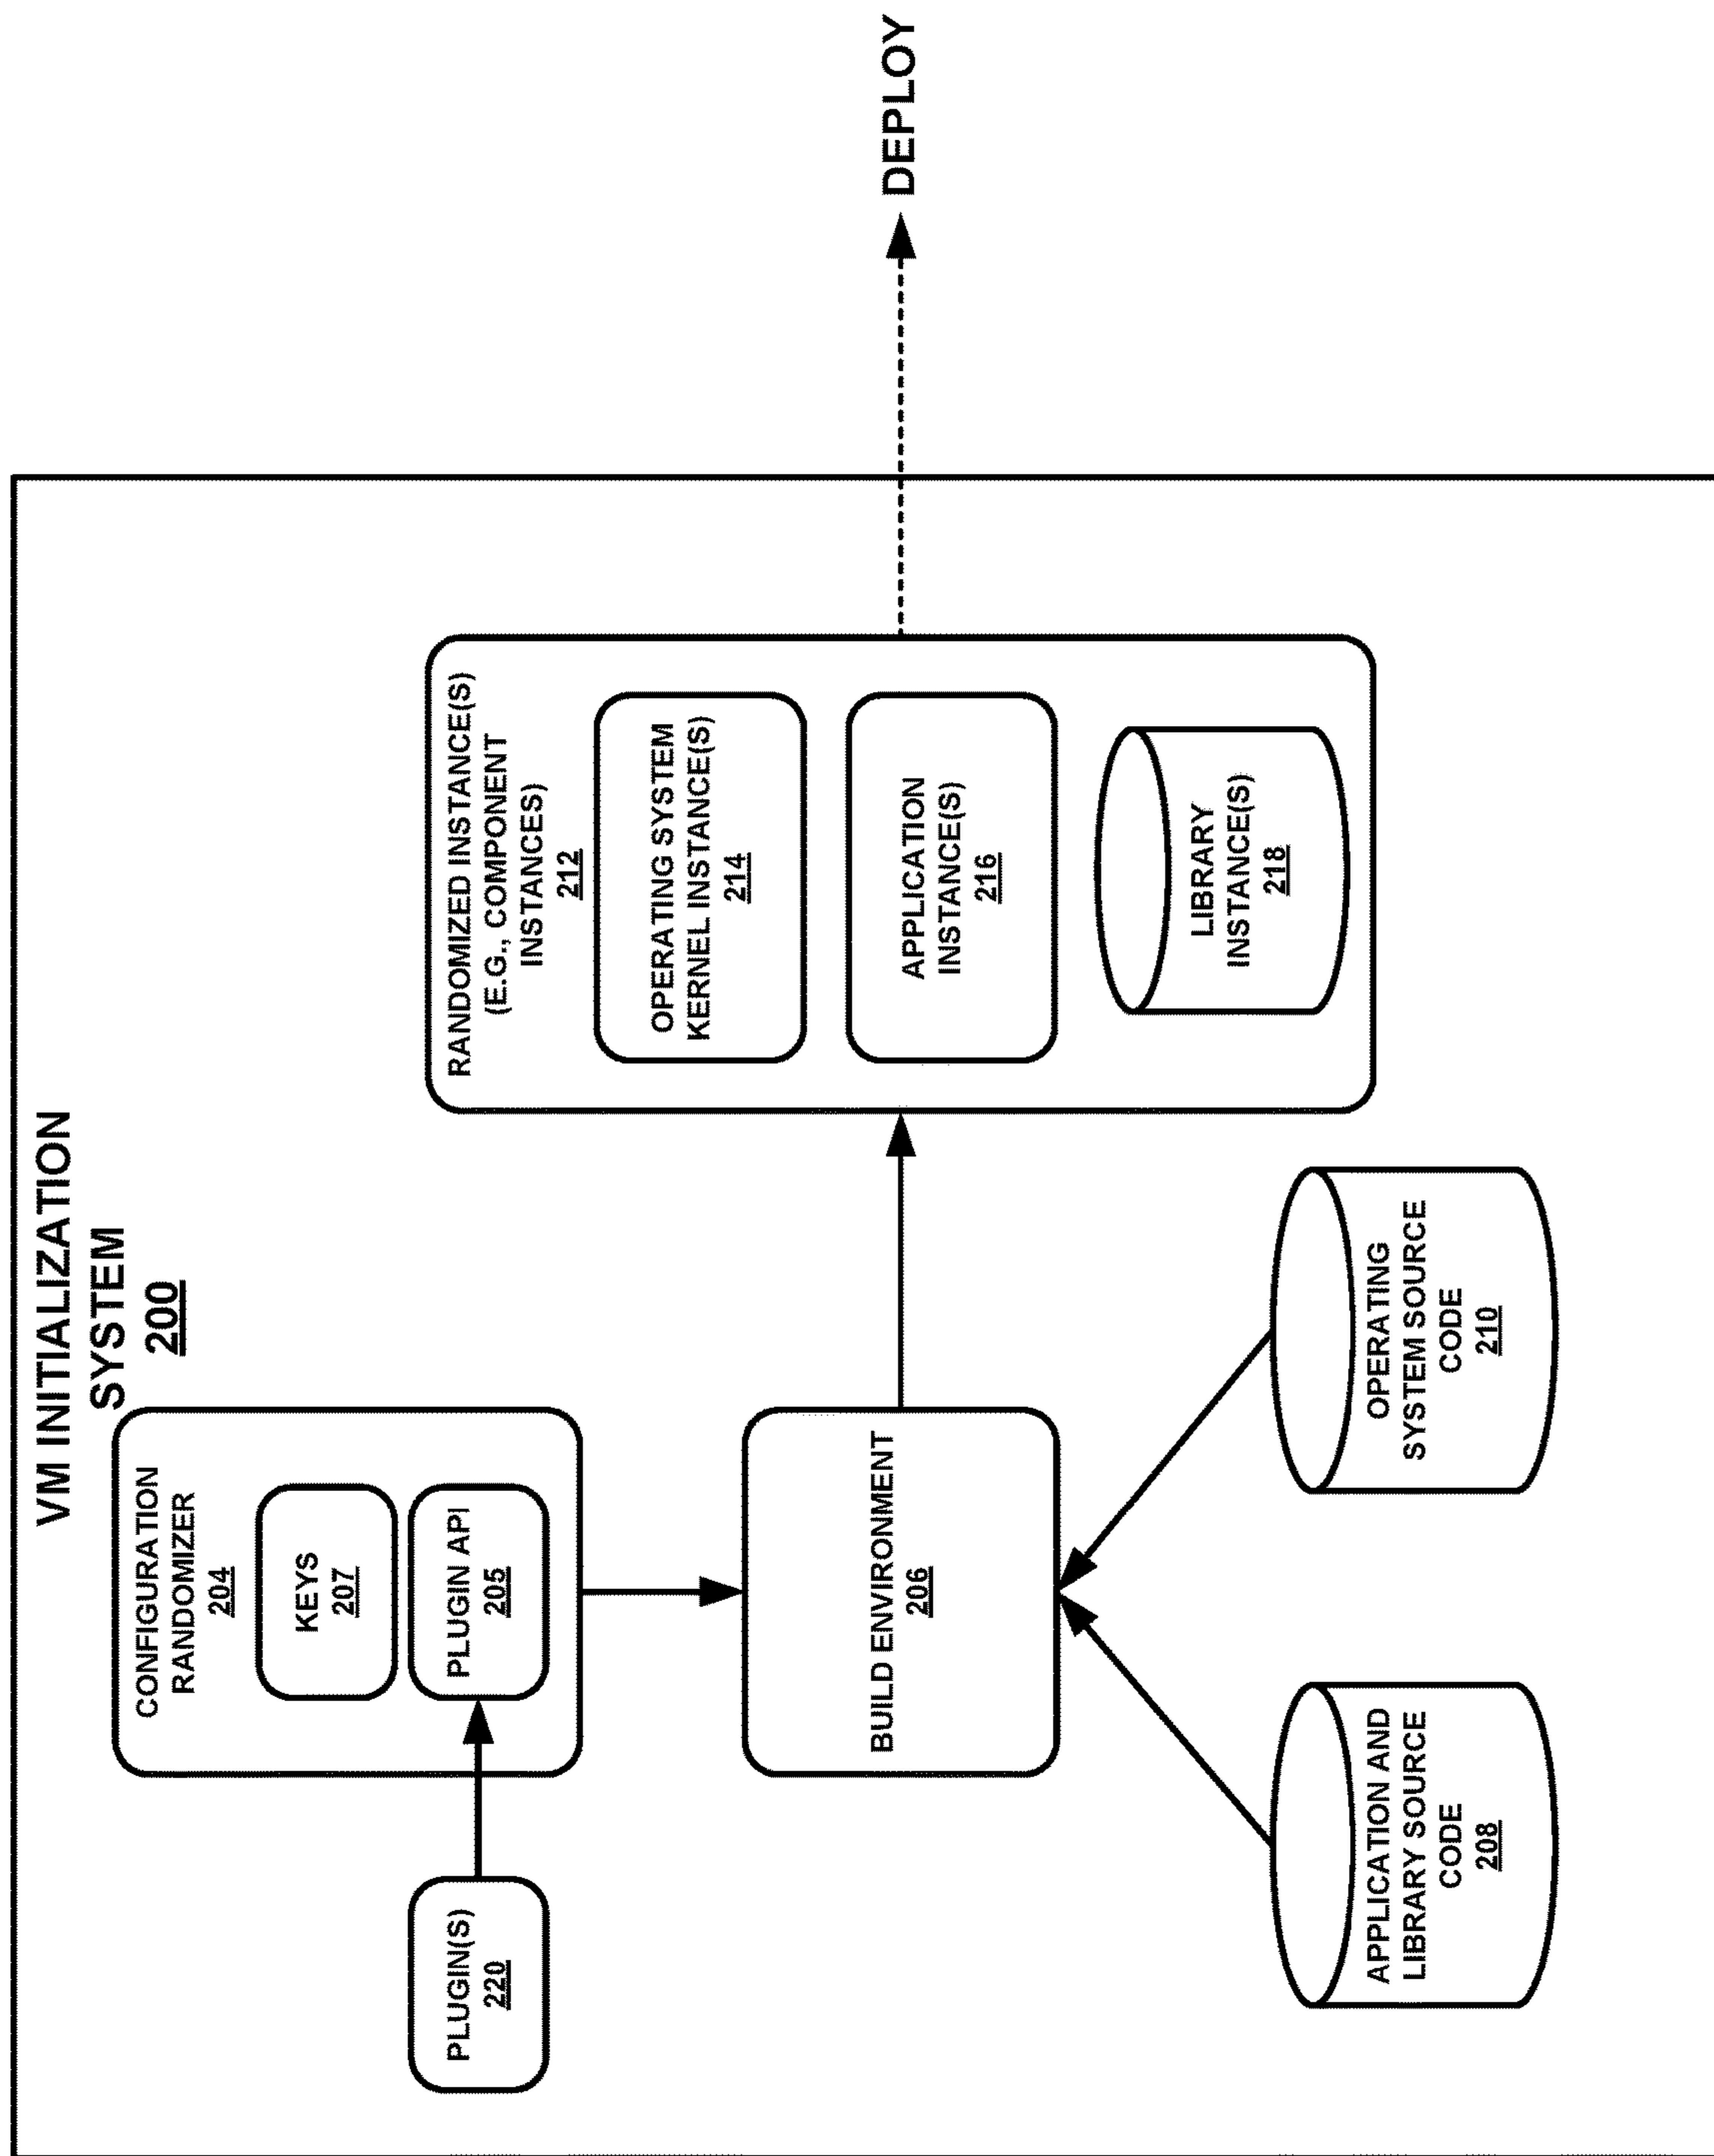 VM INITIALIZATION
SYSTEM
200
CONFIGURATION
RANDOMIZER
204
KEYS
207
PLUGIN API
205
PLUGIN(S)
220
BUILD ENVIRONMENT
206
APPLICATION AND
LIBRARY SOURCE
CODE
208
OPERATING
SYSTEM SOURCE
CODE
210
RANDOMIZED INSTANCE(S)
(E.G., COMPONENT
INSTANCES)
212
OPERATING SYSTEM
KERNEL INSTANCE(S)
214
APPLICATION
INSTANCE(S)
216
LIBRARY
INSTANCE(S)
218
DEPLOY